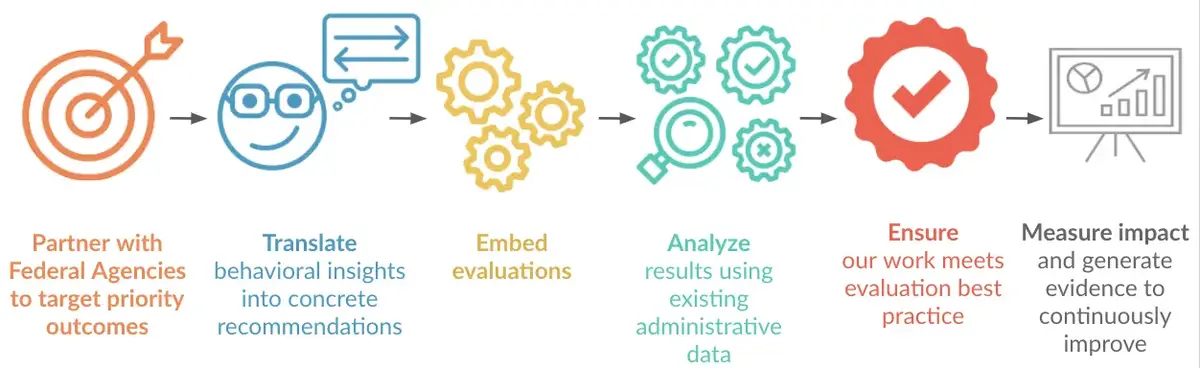 Partner with
Federal Agencies
to target priority
outcomes
Translate
behavioral insights
into concrete
recommendations
Embed
evaluations
Analyze
results using
existing
administrative
data
Ensure
our work meets
evaluation best
practice
Measure impact
and generate
evidence to
continuously
improve